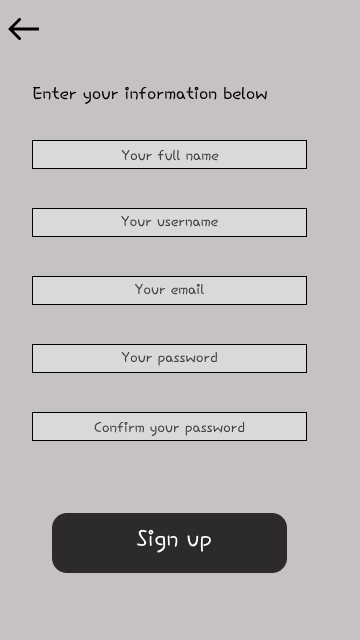 Enter your information below
Your full name
Your username
Your email
Your password
Confirm your password
Sign up